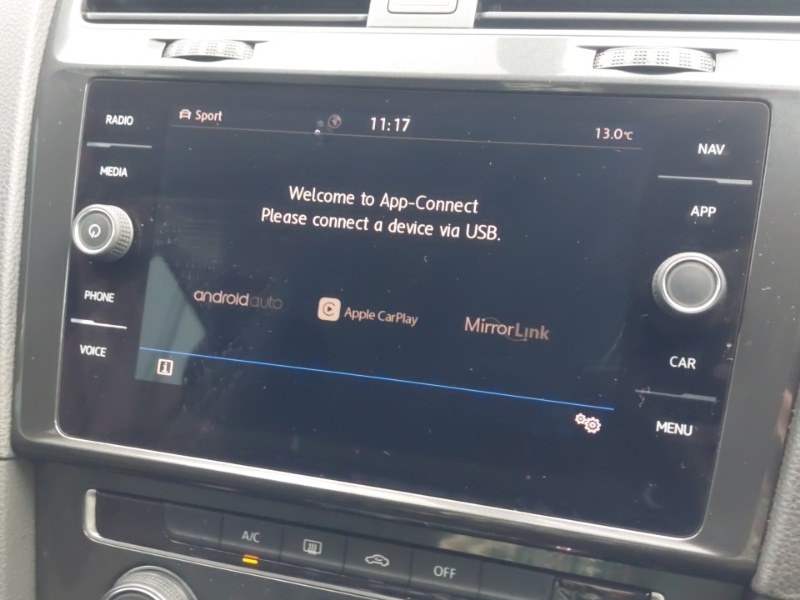 RADIO
MEDIA
PHONE
VOICE
Sport
11:17
13.0°C
Welcome to App-Connect
Please connect a device via USB.
androidauto
Apple CarPlay
MirrorLink
i
NAV
APP
CAR
MENU
A/C
OFF